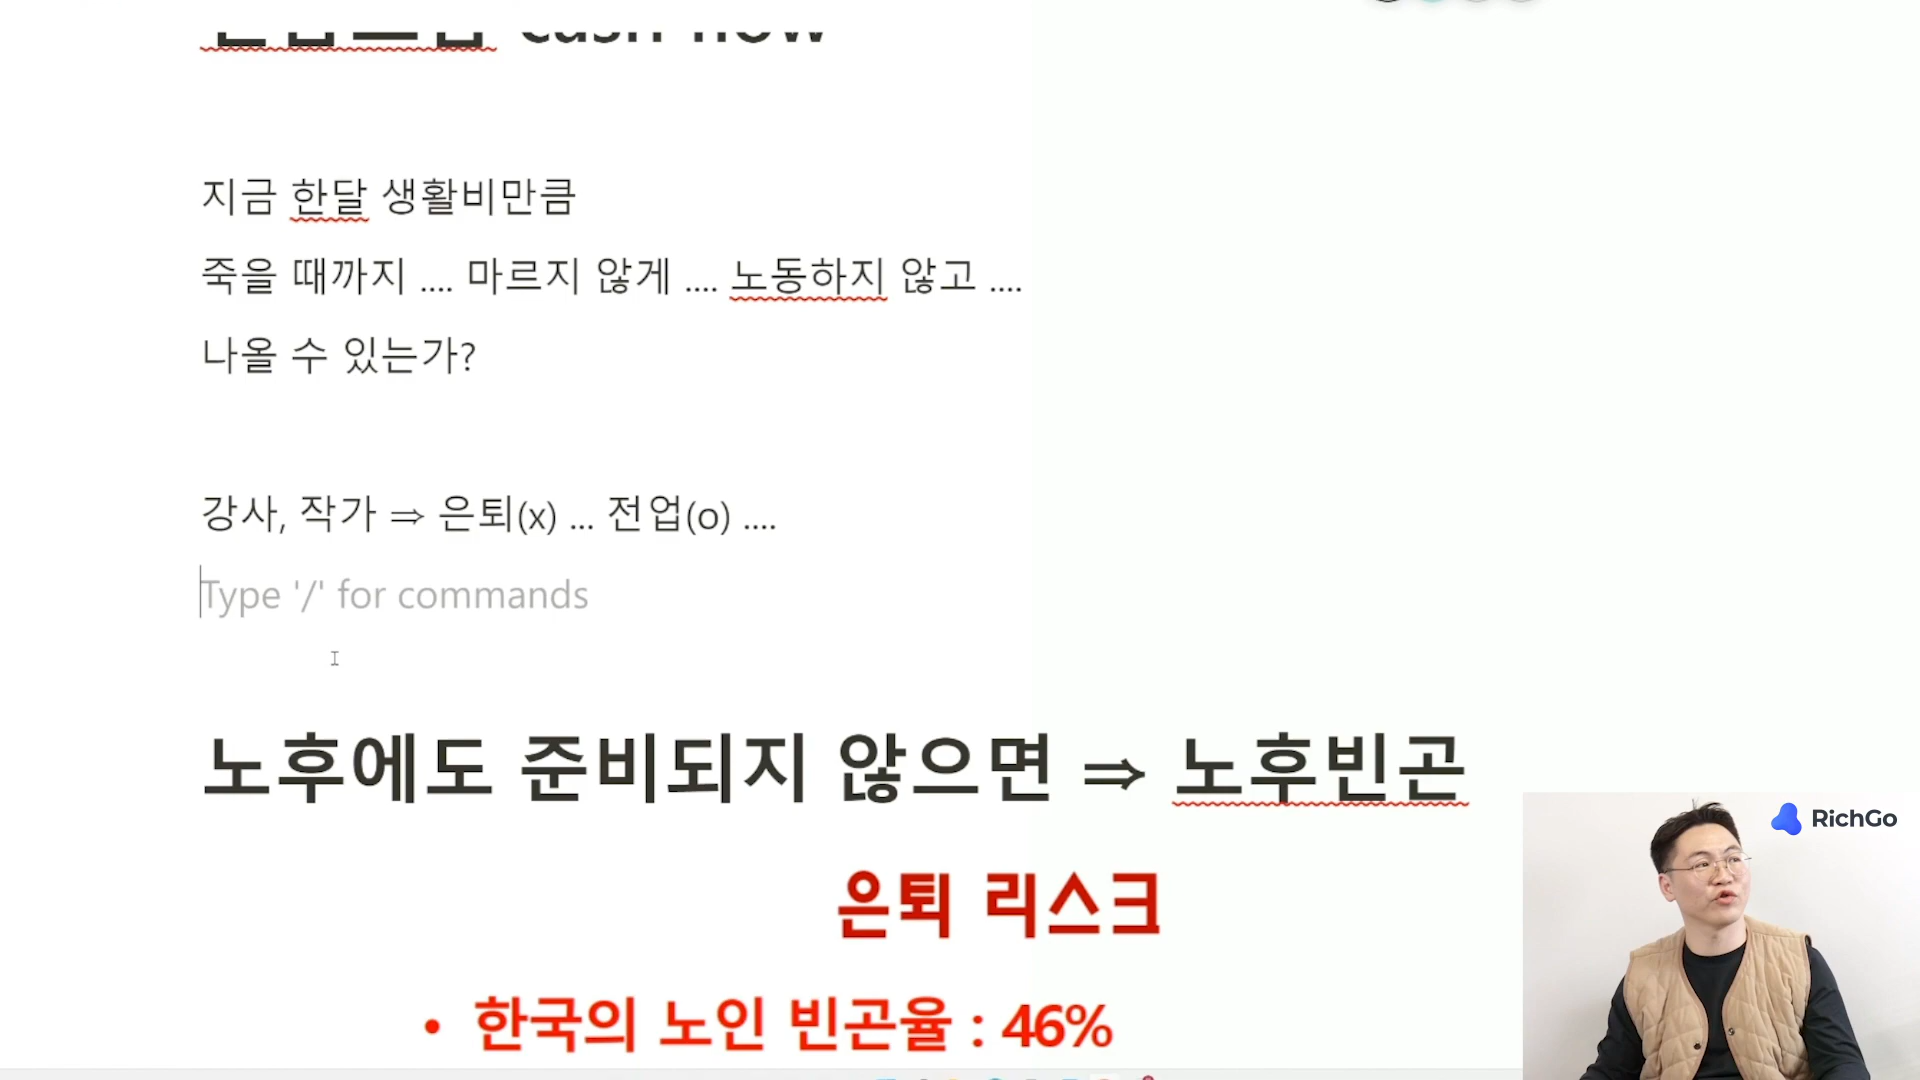 cash flow
지금 한달 생활비만큼
죽을 때까지 .... 마르지 않게 .... 노동하지 않고 ....
나올 수 있는가?
강사, 작가 ⇒ 은퇴(x) ... 전업(o) ....
Type '/' for commands
노후에도 준비되지 않으면 ⇒ 노후빈곤
은퇴 리스크
• 한국의 노인 빈곤율 : 46%
RichGo